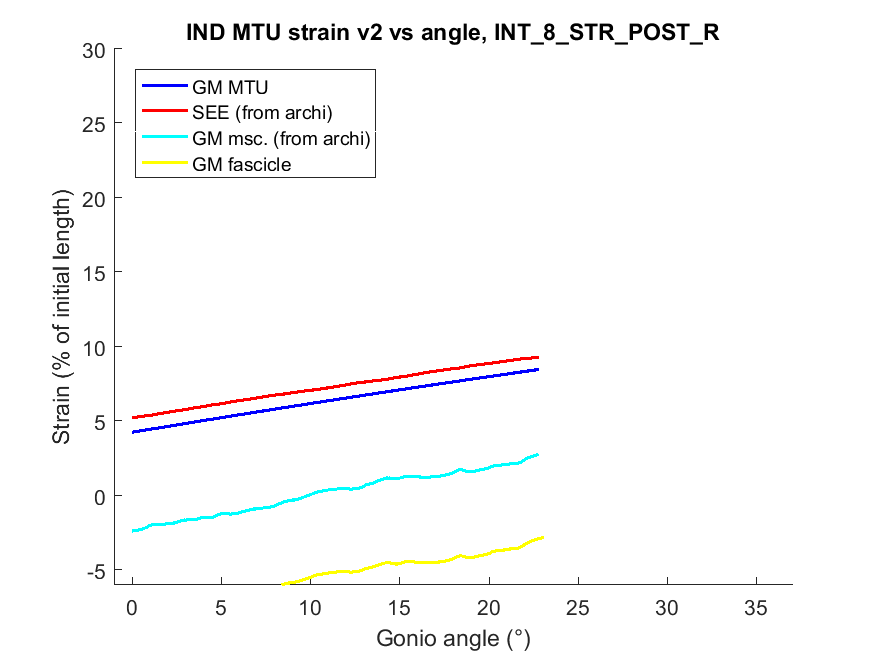 IND MTU strain v2 vs angle, INT_8_STR_POST_R
30
25
20
15
10
5
0
-5
Strain (% of initial length)
GM MTU
SEE (from archi)
GM msc. (from archi)
GM fascicle
0 5 10 15 20 25 30 35
Gonio angle (°)